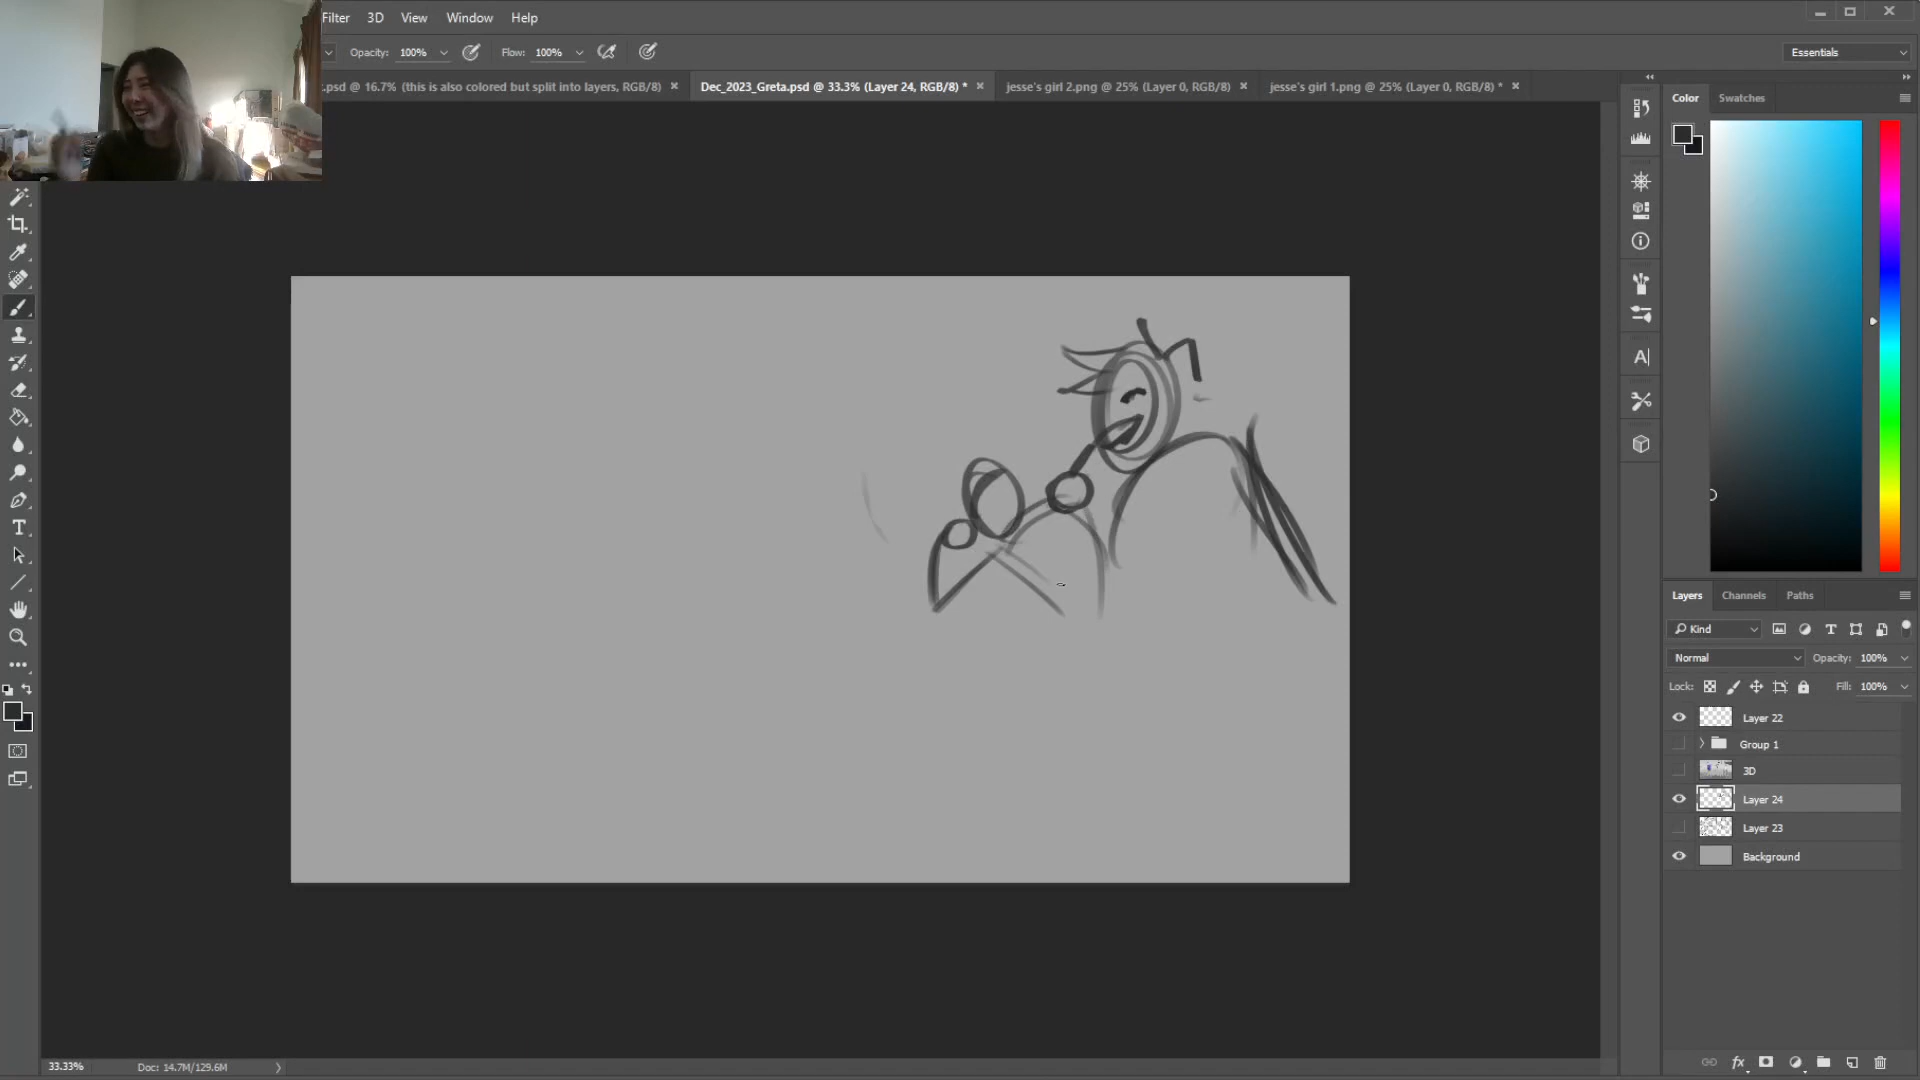 Filter 3D View Window Help
Opacity: 100% Flow: 100% Essentials
.psd @ 16.7% (this is also colored but split into layers, RGB/8) × Dec_2023_Greta.psd @ 33.3% (Layer 24, RGB/8) * × jesse's girl 2.png @ 25% (Layer 0, RGB/8) × jesse's girl 1.png @ 25% (Layer 0, RGB/8) * ×
Color Swatches
Layers Channels Paths
Kind
Normal Opacity: 100%
Lock: Fill: 100%
Layer 22
Group 1
3D
Layer 24
Layer 23
Background
33.33% Doc: 14.7M/129.6M